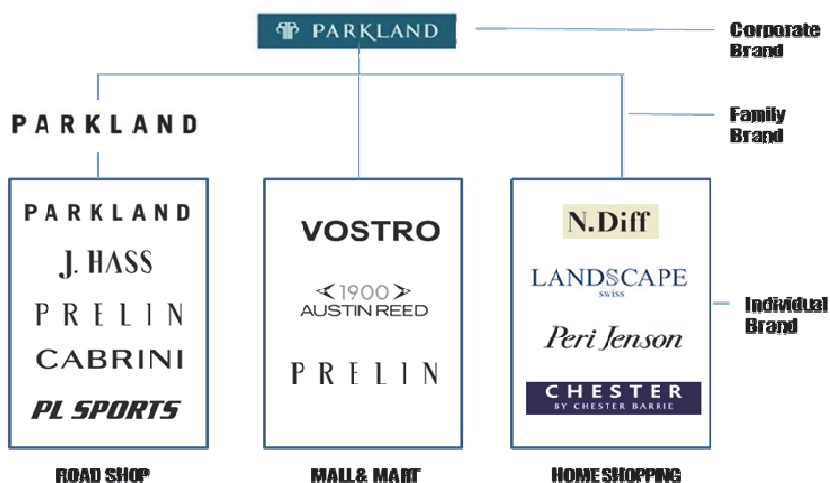 PARKLAND
Corporate
Brand
PARKLAND
Family
Brand
PARKLAND
J. HASS
PRELIN
CABRINI
PL SPORTS
VOSTRO
1900
AUSTIN REED
PRELIN
N.Diff
LANDSCAPE
SWISS
Peri Jenson
CHESTER
BY CHESTER BARRIE
Individual
Brand
ROAD SHOP
MALL & MART
HOME SHOPPING